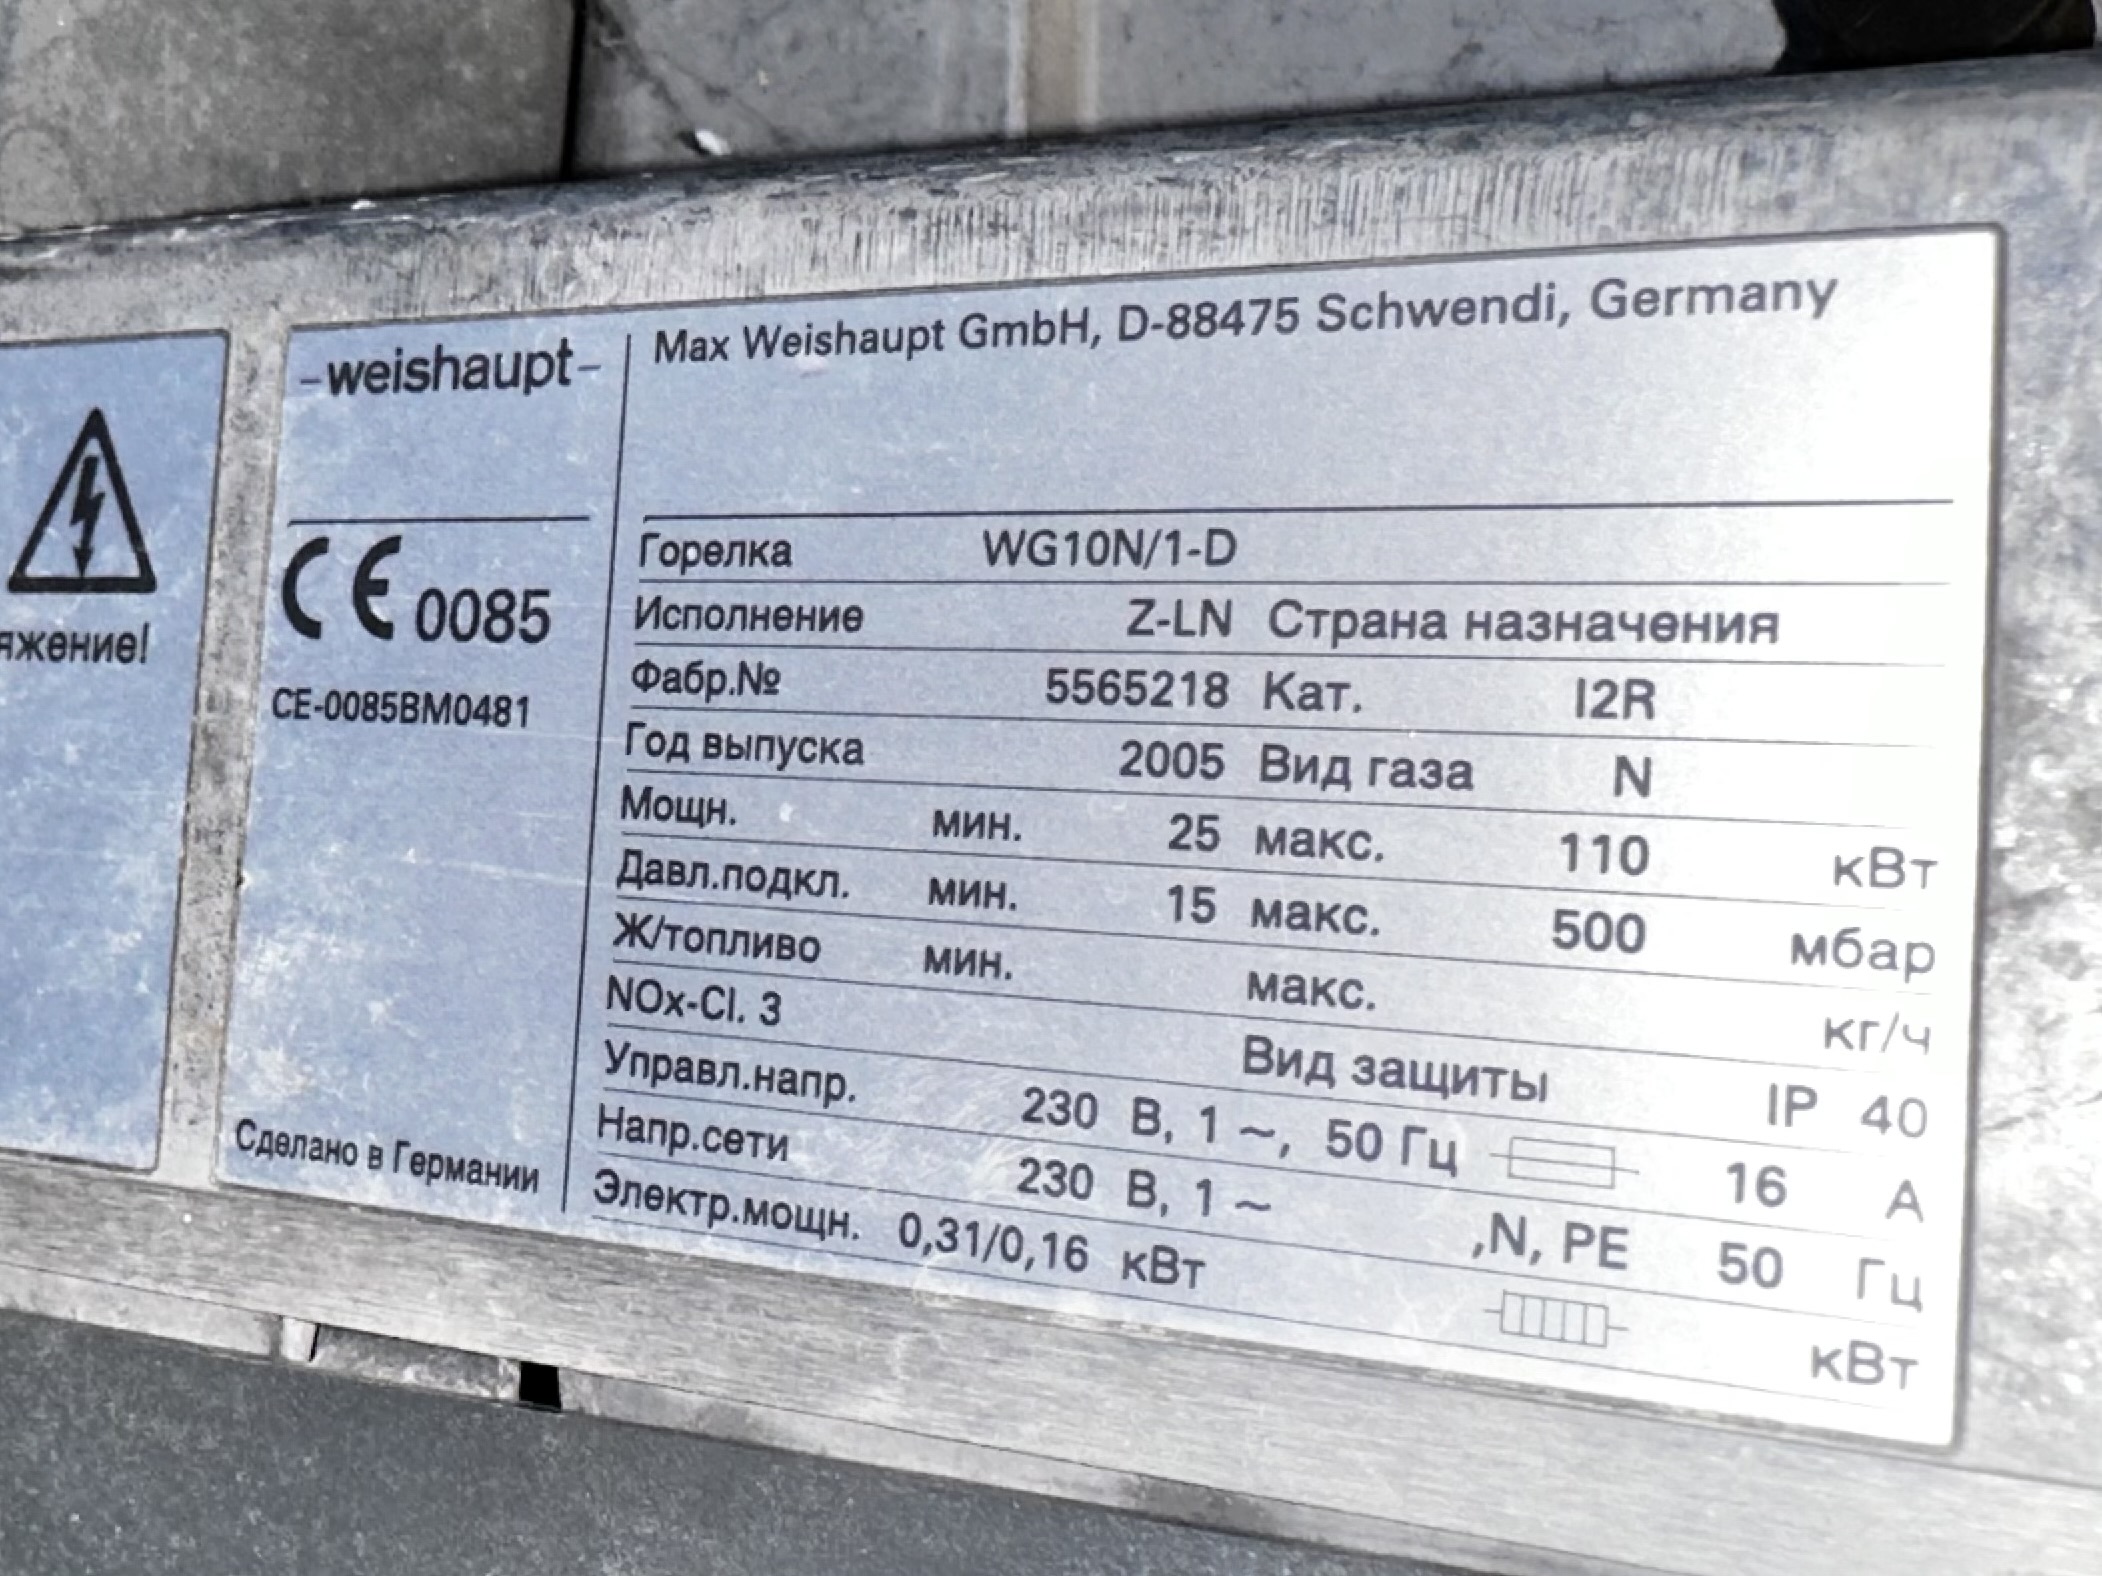 яжение!
-weishaupt-
CE 0085
CE-0085BM0481
Сделано в Германии
Max Weishaupt GmbH, D-88475 Schwendi, Germany
Горелка WG10N/1-D
Исполнение Z-LN Страна назначения
Фабр.№ 5565218 Кат. I2R
Год выпуска 2005 Вид газа N
Мощн. мин. 25 макс. 110 кВт
Давл.подкл. мин. 15 макс. 500 мбар
Ж/топливо мин. макс. кг/ч
NOx-Cl. 3 Вид защиты IP 40
Управл.напр. 230 В, 1 ~, 50 Гц 16 А
Напр.сети 230 В, 1 ~ ,N, PE 50 Гц
Электр.мощн. 0,31/0,16 кВт кВт